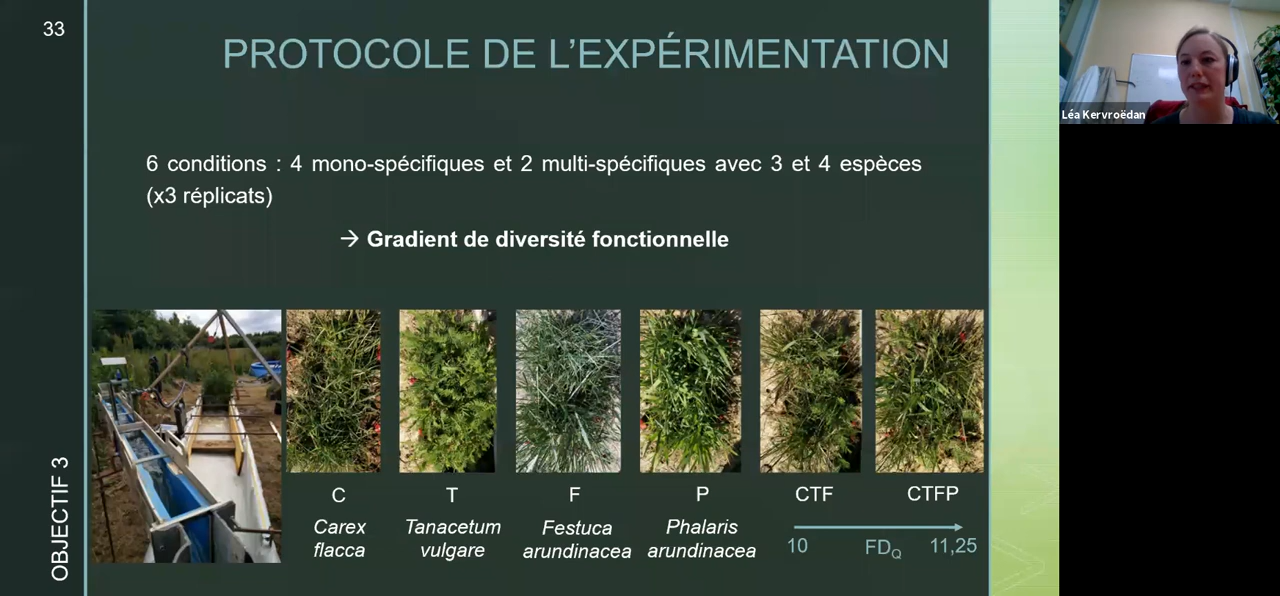 33
PROTOCOLE DE L'EXPÉRIMENTATION
Léa Kervroëdan
6 conditions : 4 mono-spécifiques et 2 multi-spécifiques avec 3 et 4 espèces
(x3 réplicats)
→ Gradient de diversité fonctionnelle
OBJECTIF 3
C
T
F
P
CTF
CTFP
Carex
flacca
Tanacetum
vulgare
Festuca
arundinacea
Phalaris
arundinacea
10
FDQ
11,25